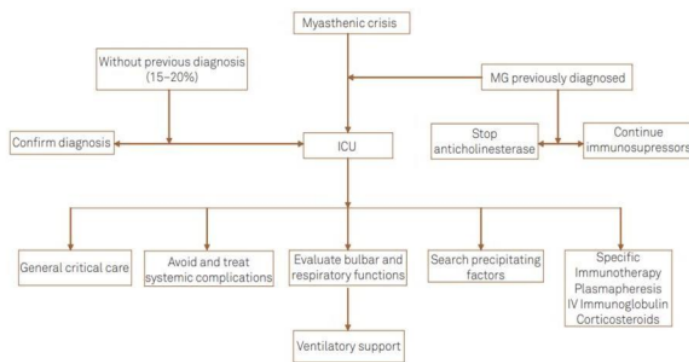 Myasthenic crisis
Without previous diagnosis
(15–20%)
MG previously diagnosed
Confirm diagnosis
ICU
Stop
anticholinesterase
Continue
immunosupressors
General critical care
Avoid and treat
systemic complications
Evaluate bulbar and
respiratory functions
Search precipitating
factors
Specific
Immunotherapy
Plasmapheresis
IV Immunoglobulin
Corticosteroids
Ventilatory support